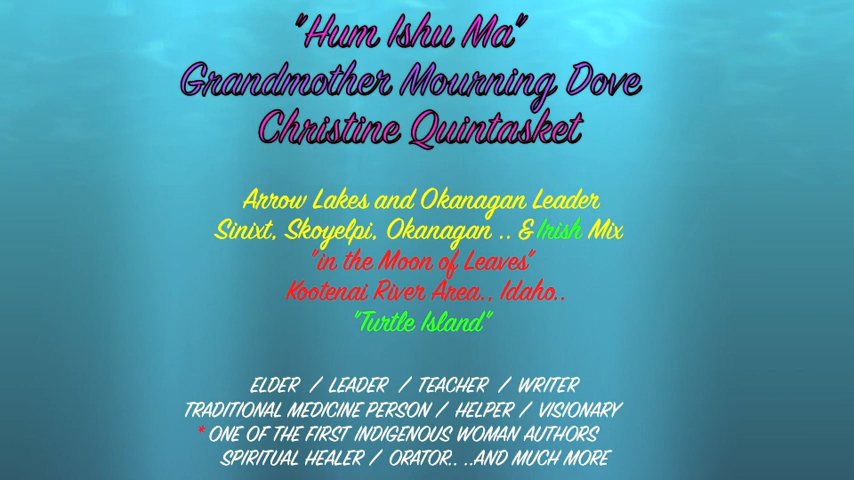 "Hum Ishu Ma"
Grandmother Mourning Dove
Christine Quintasket
Arrow Lakes and Okanagan Leader
Sinixt, Skoyelpi, Okanagan .. & Irish Mix
"in the Moon of Leaves"
Kootenai River Area., Idaho..
"Turtle Island"
ELDER / LEADER / TEACHER / WRITER
TRADITIONAL MEDICINE PERSON / HELPER / VISIONARY
* ONE OF THE FIRST INDIGENOUS WOMAN AUTHORS
SPIRITUAL HEALER / ORATOR.. ..AND MUCH MORE